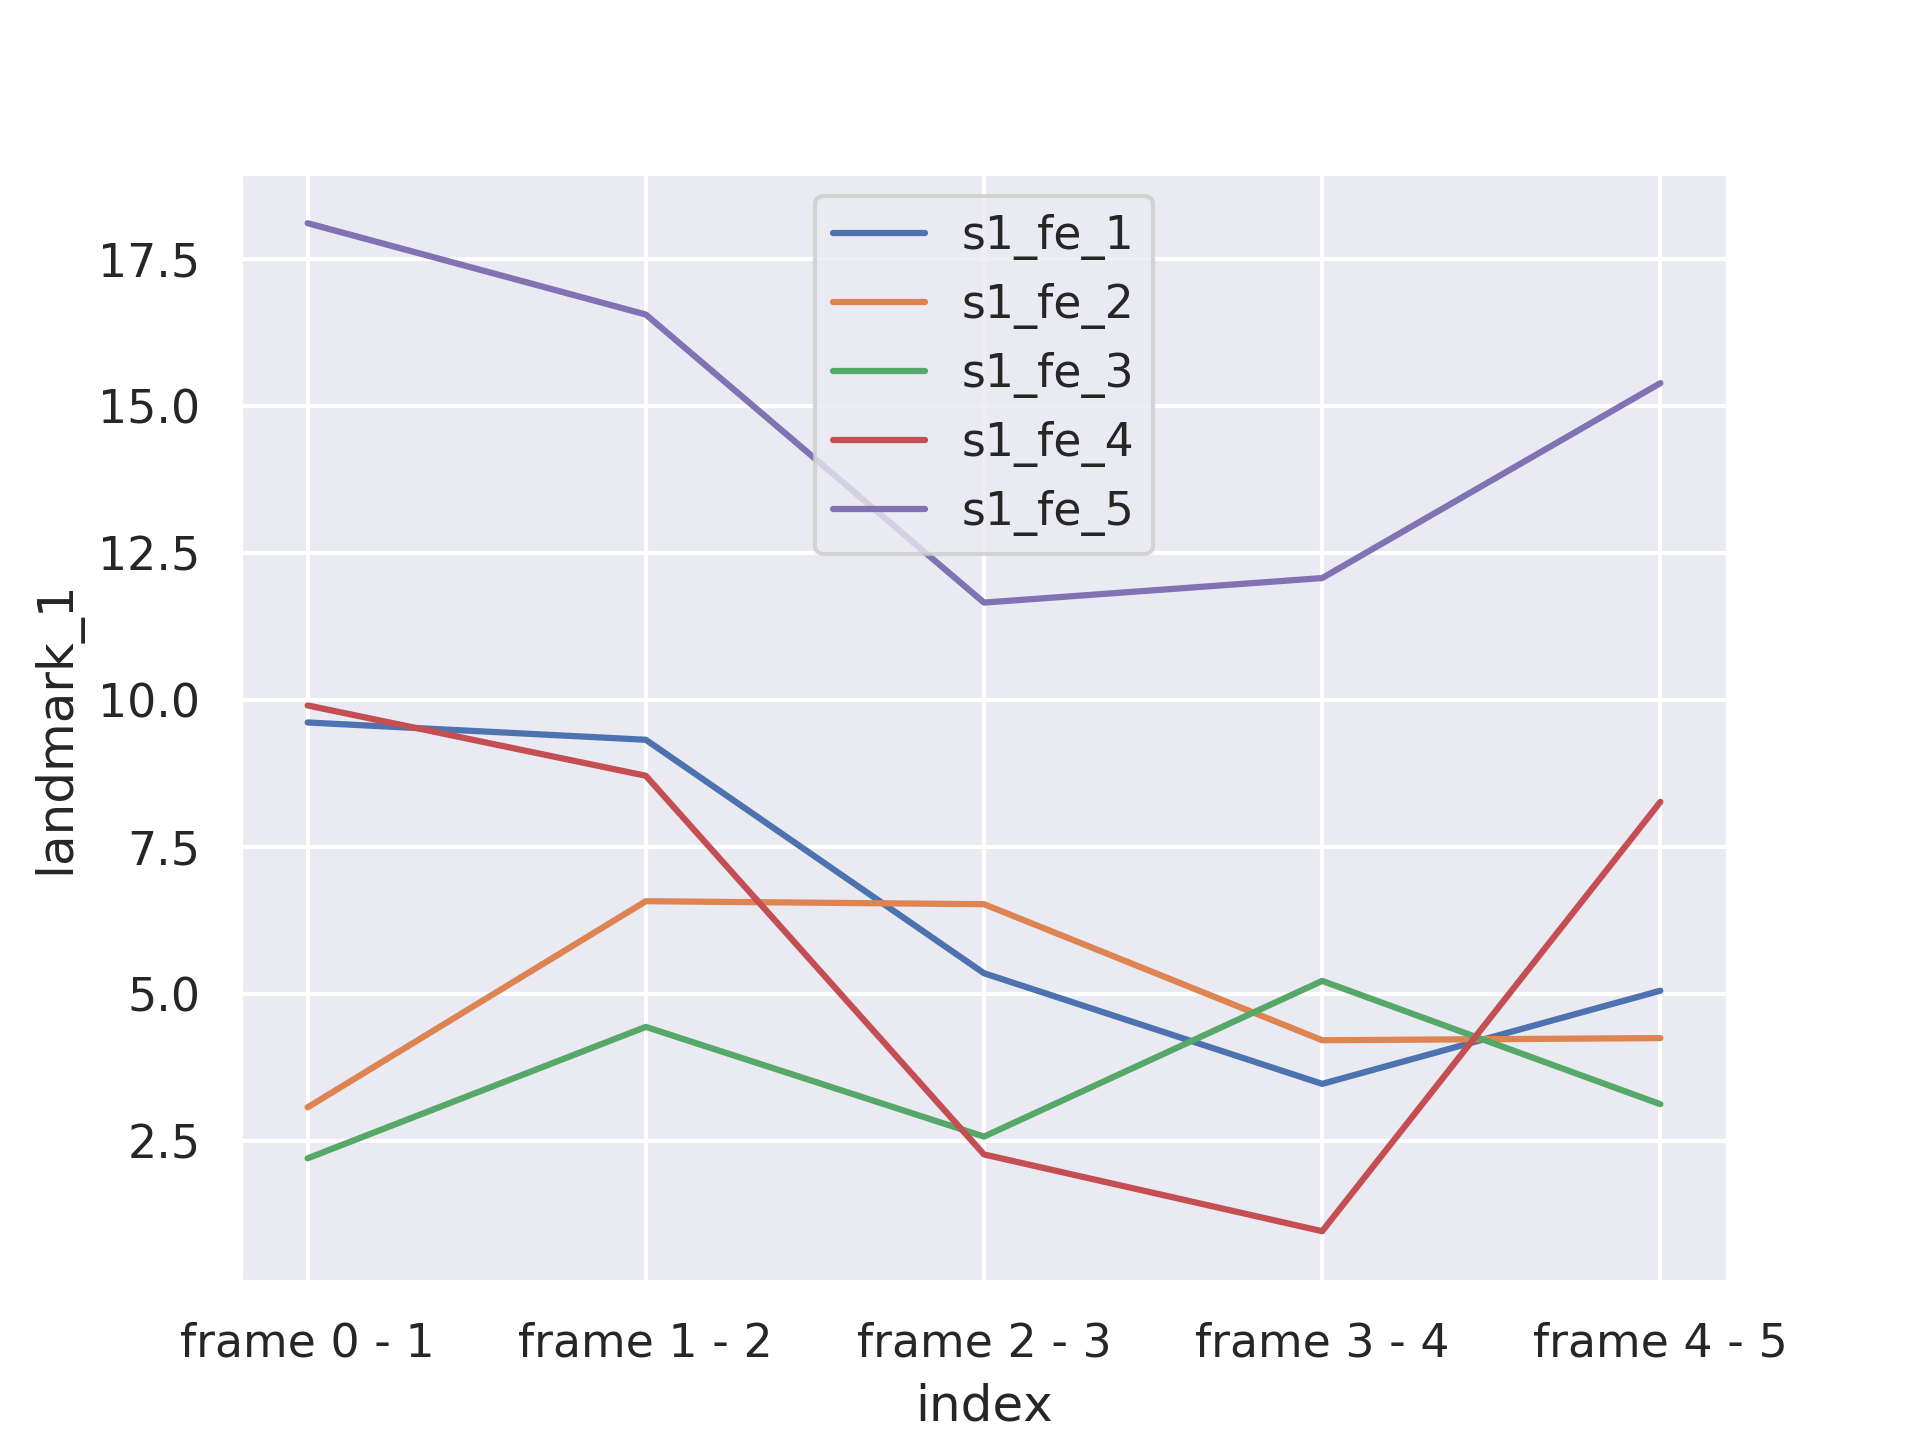 s1_fe_1
s1_fe_2
s1_fe_3
s1_fe_4
s1_fe_5
17.5
15.0
12.5
10.0
7.5
5.0
2.5
landmark_1
frame 0 - 1 frame 1 - 2 frame 2 - 3 frame 3 - 4 frame 4 - 5
index